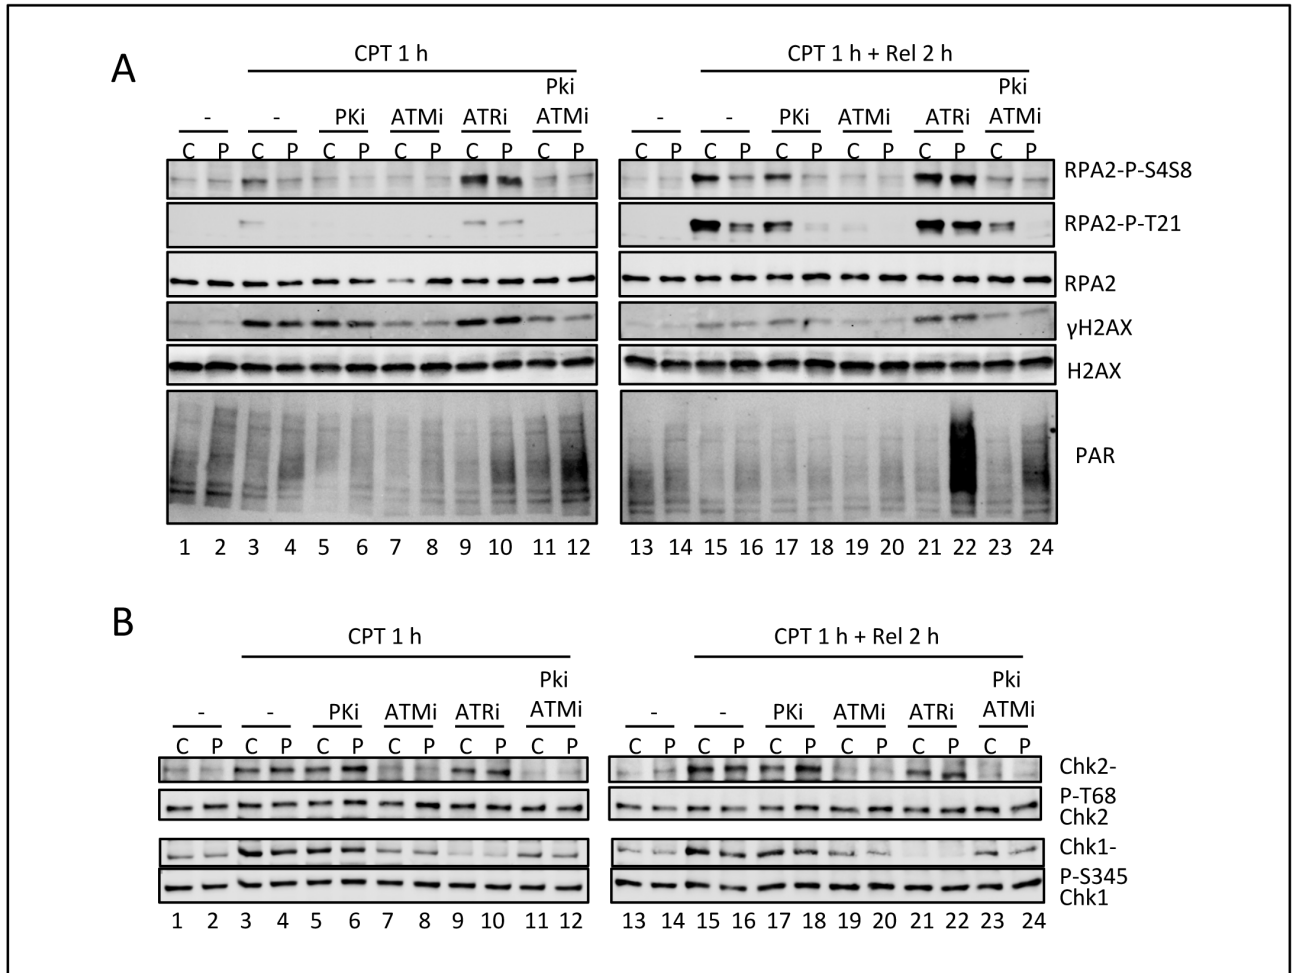 A
CPT 1 h
CPT 1 h + Rel 2 h
- - PKi ATMi ATRi Pki ATMi
- - PKi ATMi ATRi Pki ATMi
C P C P C P C P C P C P
C P C P C P C P C P C P
RPA2-P-S4S8
RPA2-P-T21
RPA2
γH2AX
H2AX
PAR
1 2 3 4 5 6 7 8 9 10 11 12
13 14 15 16 17 18 19 20 21 22 23 24
B
CPT 1 h
CPT 1 h + Rel 2 h
- - PKi ATMi ATRi Pki ATMi
- - PKi ATMi ATRi Pki ATMi
C P C P C P C P C P C P
C P C P C P C P C P C P
Chk2-
P-T68
Chk2
Chk1-
P-S345
Chk1
1 2 3 4 5 6 7 8 9 10 11 12
13 14 15 16 17 18 19 20 21 22 23 24